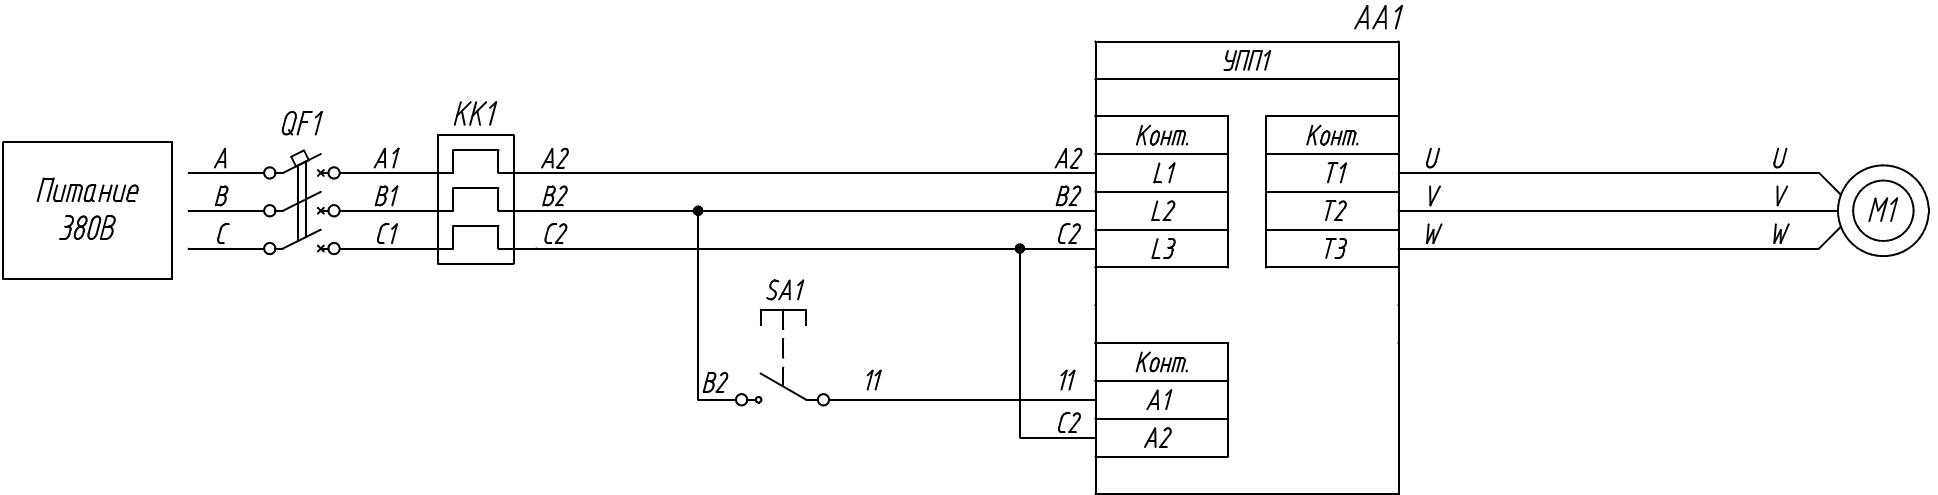 AA1
УПП1
QF1
KK1
Питание
380В
A
B
C
A1
B1
C1
A2
B2
C2
A2
B2
C2
Конт.
L1
L2
L3
Конт.
T1
T2
T3
U
V
W
U
V
W
M1
SA1
B2
11
11
C2
Конт.
A1
A2